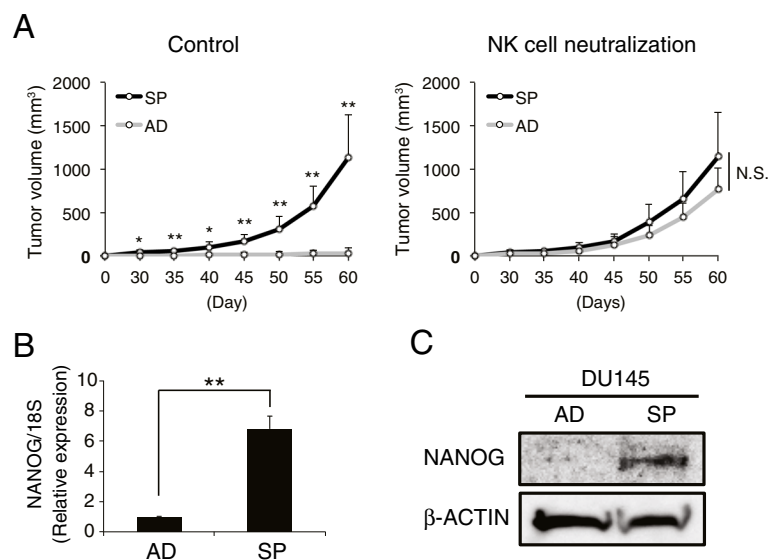 A
Control
NK cell neutralization
Tumor volume (mm³)
2000
1500
1000
500
0
SP
AD
*
**
*
**
**
**
**
0 30 35 40 45 50 55 60
(Day)
Tumor volume (mm³)
2000
1500
1000
500
0
SP
AD
N.S.
0 30 35 40 45 50 55 60
(Days)
B
NANOG/18S
(Relative expression)
10
8
6
4
2
0
**
AD SP
C
DU145
AD SP
NANOG
β-ACTIN